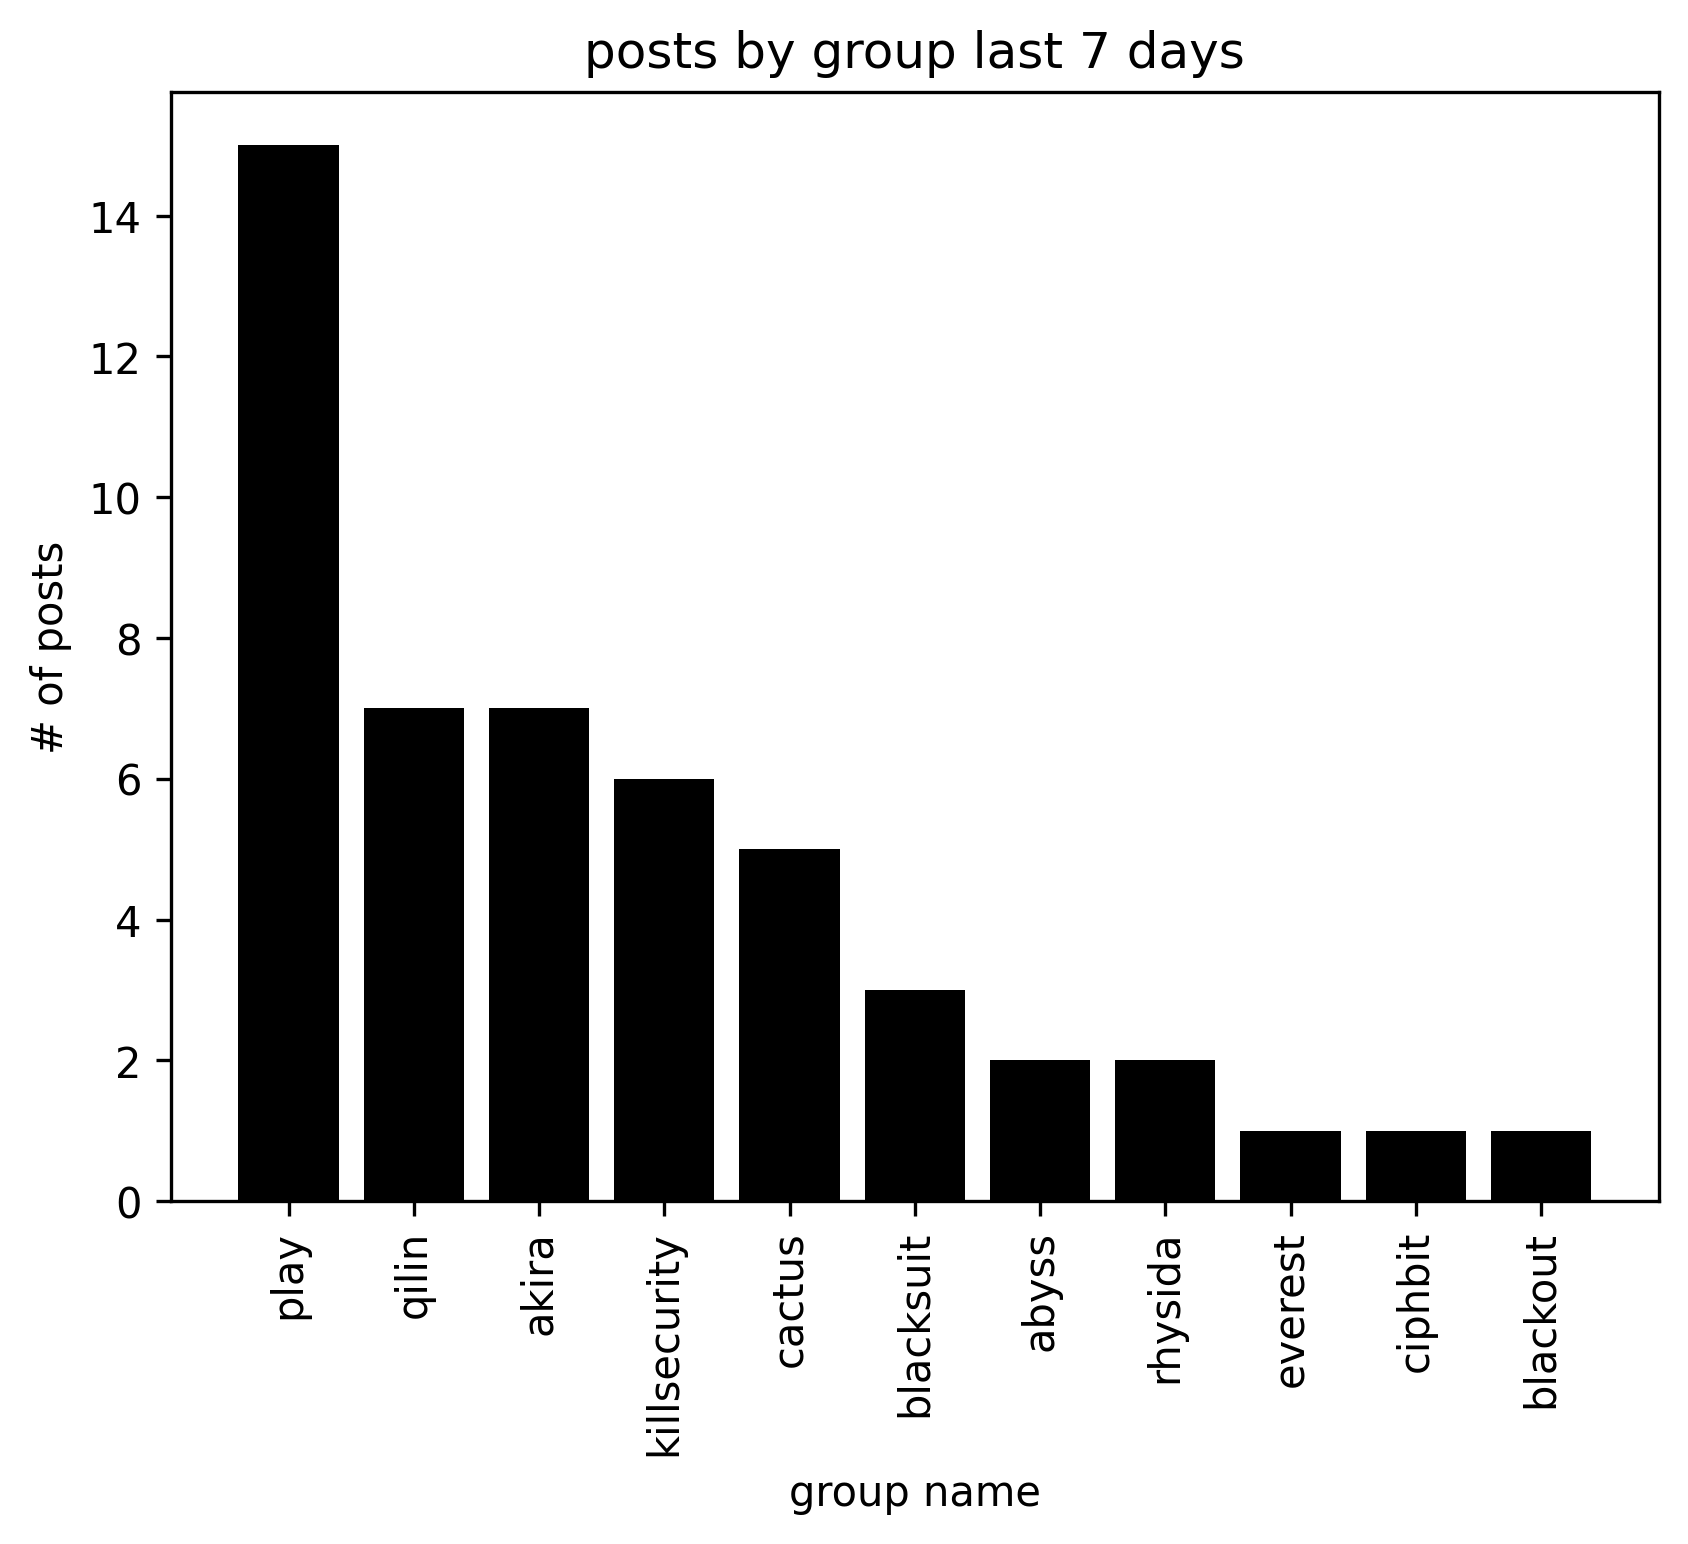 posts by group last 7 days
# of posts
14
12
10
8
6
4
2
0
play
qilin
akira
killsecurity
cactus
blacksuit
abyss
rhysida
everest
ciphbit
blackout
group name